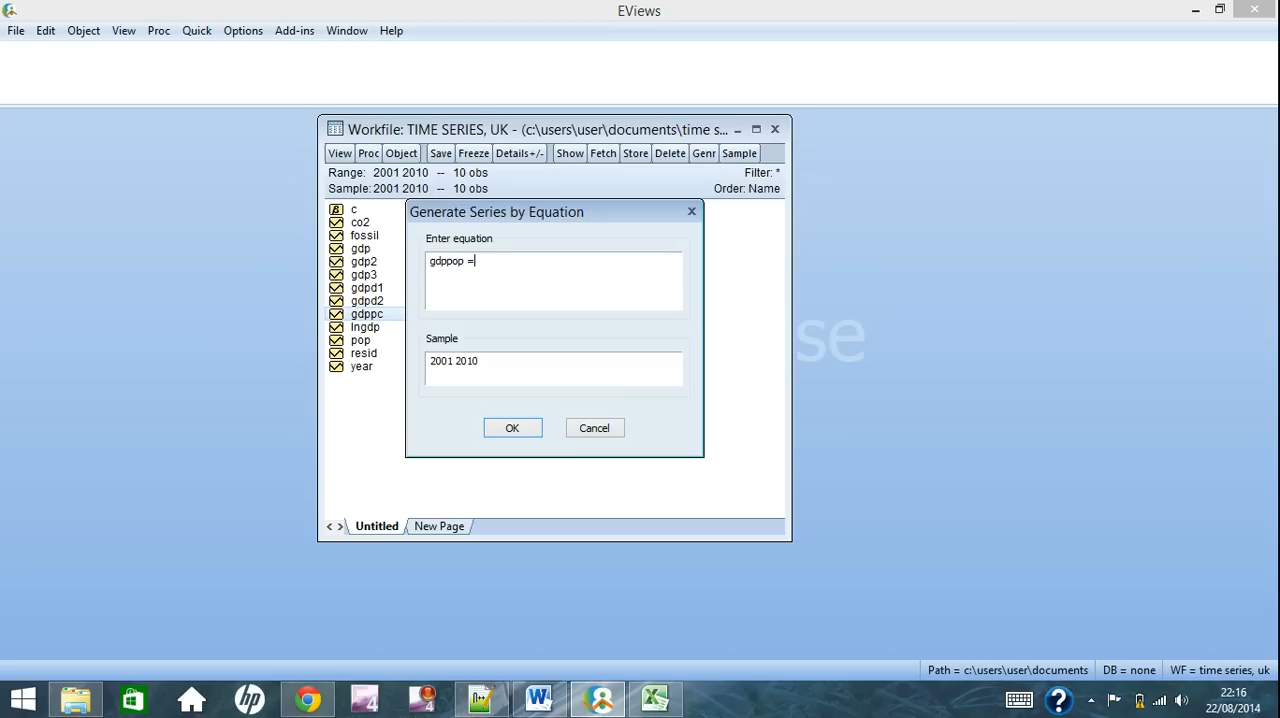 EViews
File Edit Object View Proc Quick Options Add-ins Window Help
Workfile: TIME SERIES, UK - (c:\users\user\documents\time s...
View Proc Object Save Freeze Details+/- Show Fetch Store Delete Genr Sample
Range: 2001 2010 -- 10 obs Filter: *
Sample: 2001 2010 -- 10 obs Order: Name
c
co2
fossil
gdp
gdp2
gdp3
gdpd1
gdpd2
gdppc
lngdp
pop
resid
year
Generate Series by Equation
Enter equation
gdppop =
Sample
2001 2010
OK Cancel
se
Untitled New Page
Path = c:\users\user\documents DB = none WF = time series, uk
22:16
22/08/2014